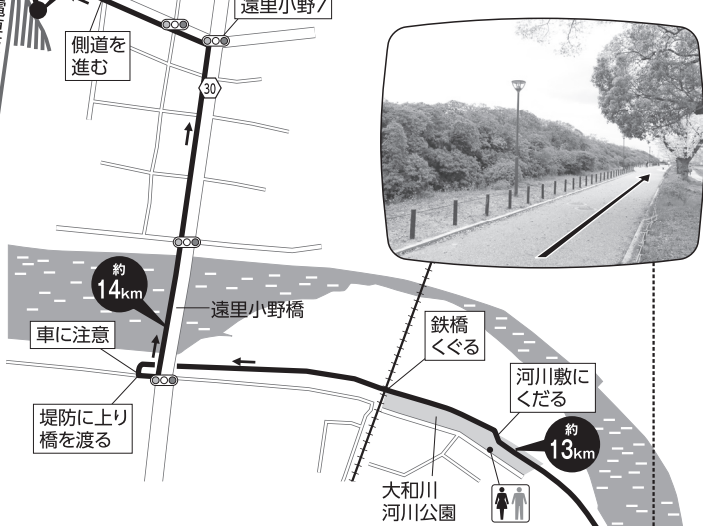 遠里小野7
側道を
進む
30
約
14km
遠里小野橋
車に注意
鉄橋
くぐる
河川敷に
くだる
堤防に上り
橋を渡る
約
13km
大和川
河川公園